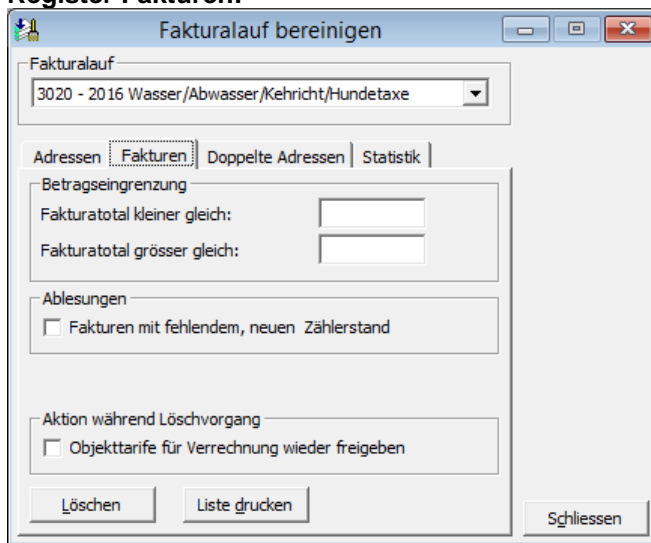 Register Fakturen:
Fakturalauf bereinigen
Fakturalauf
3020 - 2016 Wasser/Abwasser/Kehricht/Hundetaxe
Adressen Fakturen Doppelte Adressen Statistik
Betragseingrenzung
Fakturatotal kleiner gleich:
Fakturatotal grösser gleich:
Ablesungen
Fakturen mit fehlendem, neuen Zählerstand
Aktion während Löschvorgang
Objekttarife für Verrechnung wieder freigeben
Löschen Liste drucken
Schliessen